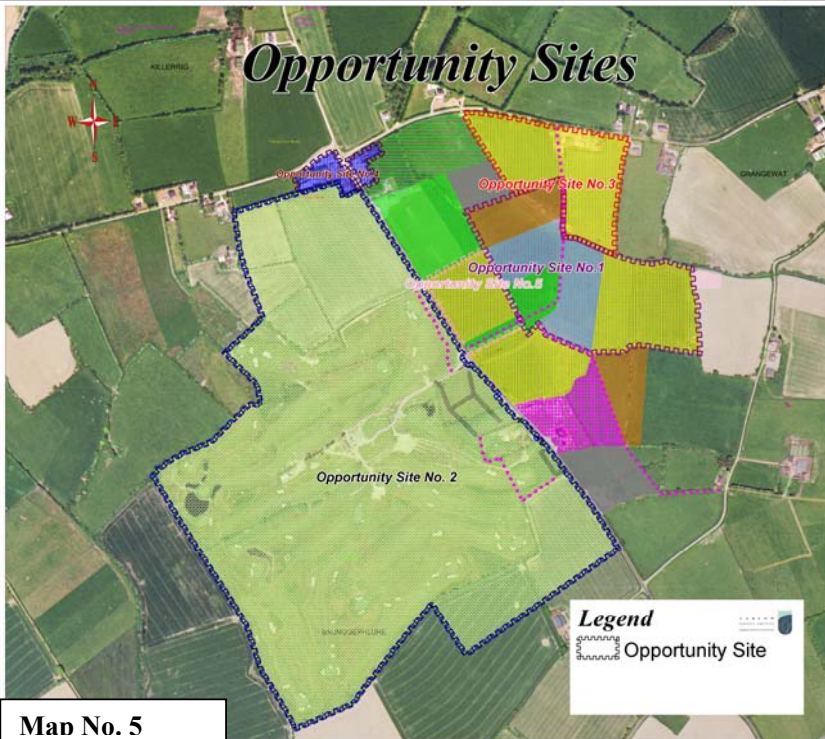 Opportunity Sites
KILLERRIG
N
W E
S
Opportunity Site No.4
Opportunity Site No.3
GRANGEWAT
Opportunity Site No.1
Opportunity Site No.5
Opportunity Site No. 2
Legend
Opportunity Site
Map No. 5